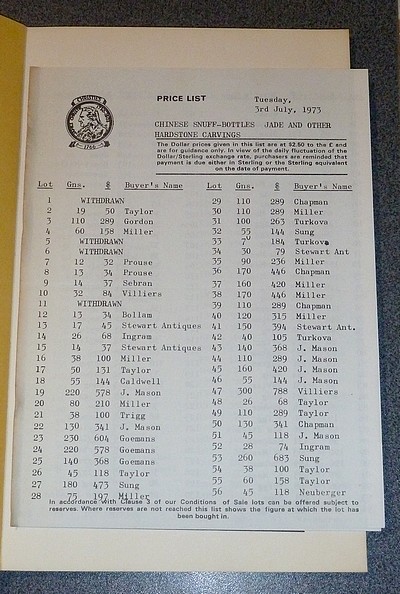 CHRISTIE
1766
PRICE LIST
Tuesday,
3rd July, 1973
CHINESE SNUFF-BOTTLES JADE AND OTHER
HARDSTONE CARVINGS
The Dollar prices given in this list are at $2.50 to the £ and
are for guidance only. In view of the daily fluctuation of the
Dollar/Sterling exchange rate, purchasers are reminded that
payment is due either in Sterling or the Sterling equivalent
on the date of payment.
Lot Gns. $ Buyer's Name
1 WITHDRAWN
2 19 50 Taylor
3 110 289 Gordon
4 60 158 Miller
5 WITHDRAWN
6 WITHDRAWN
7 12 32 Prouse
8 13 34 Prouse
9 14 37 Sebran
10 32 84 Villiers
11 WITHDRAWN
12 13 34 Bollam
13 17 45 Stewart Antiques
14 26 68 Ingram
15 14 37 Stewart Antiques
16 38 100 Miller
17 50 131 Taylor
18 55 144 Caldwell
19 220 578 J. Mason
20 80 210 Miller
21 38 100 Trigg
22 130 341 J. Mason
23 230 604 Goemans
24 220 578 Goemans
25 140 368 Goemans
26 45 118 Taylor
27 180 473 Sung
28 75 197 Miller
Lot Gns. $ Buyer's Name
29 110 289 Chapman
30 110 289 Miller
31 100 263 Turkova
32 55 144 Sung
33 70 184 Turkova
34 30 79 Stewart Ant
35 90 236 Miller
36 170 446 Chapman
37 160 420 Miller
38 170 446 Miller
39 110 289 Chapman
40 120 315 Miller
41 150 394 Stewart Ant.
42 40 105 Turkova
43 140 368 J. Mason
44 110 289 J. Mason
45 160 420 J. Mason
46 55 144 J. Mason
47 300 788 Villiers
48 26 68 Taylor
49 110 289 Taylor
50 130 341 Chapman
51 45 118 J. Mason
52 28 74 Ingram
53 260 683 Sung
54 38 100 Taylor
55 60 158 Taylor
56 45 118 Neuberger
In accordance with Clause 3 of our Conditions of Sale lots can be offered subject to
reserves. Where reserves are not reached this list shows the figure at which the lot has
been bought in.